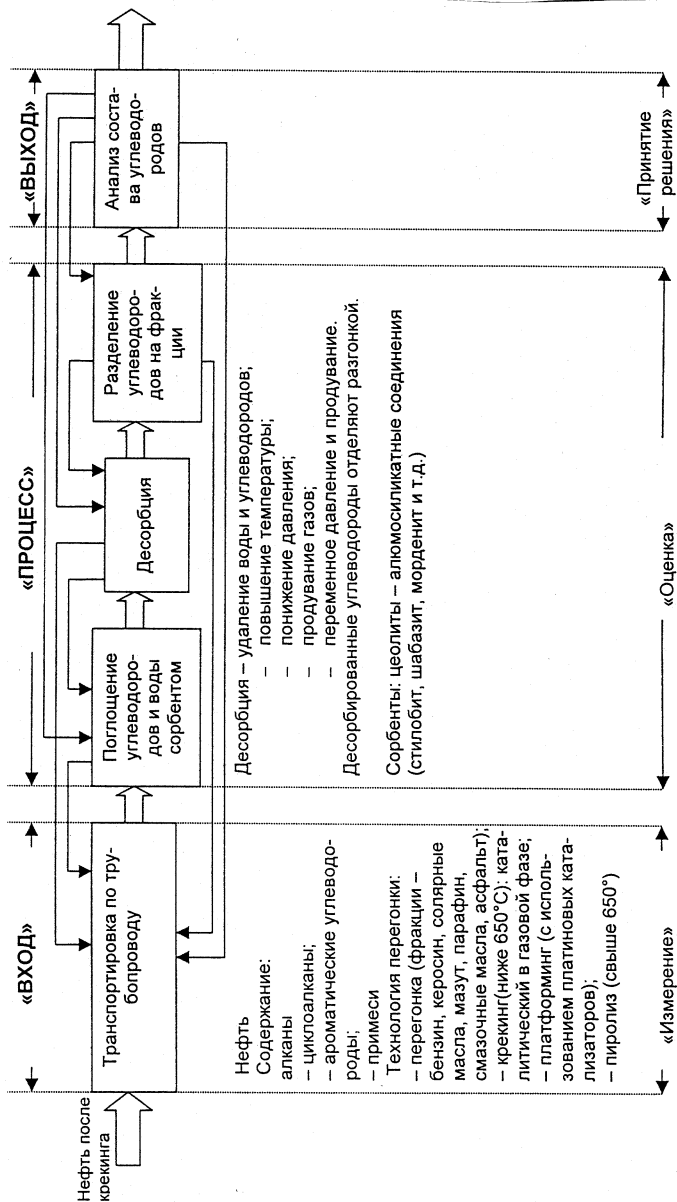 «ВХОД»
«ПРОЦЕСС»
«ВЫХОД»
Нефть после
крекинга
Транспортировка по тру-
бопроводу
Поглощение
углеводоро-
дов и воды
сорбентом
Десорбция
Разделение
углеводоро-
дов на фрак-
ции
Анализ соста-
ва углеводо-
родов
Нефть
Содержание:
алканы
– циклоалканы;
– ароматические углеводо-
роды;
– примеси
Технология перегонки:
– перегонка (фракции –
бензин, керосин, солярные
масла, мазут, парафин,
смазочные масла, асфальт);
– крекинг(ниже 650°С): ката-
литический в газовой фазе;
– платформинг (с исполь-
зованием платиновых ката-
лизаторов);
– пиролиз (свыше 650°)
Десорбция – удаление воды и углеводородов;
– повышение температуры;
– понижение давления;
– продувание газов;
– переменное давление и продувание.
Десорбированные углеводороды отделяют разгонкой.
Сорбенты: цеолиты – алюмосиликатные соединения
(стилобит, шабазит, морденит и т.д.)
«Измерение»
«Оценка»
«Принятие
решения»